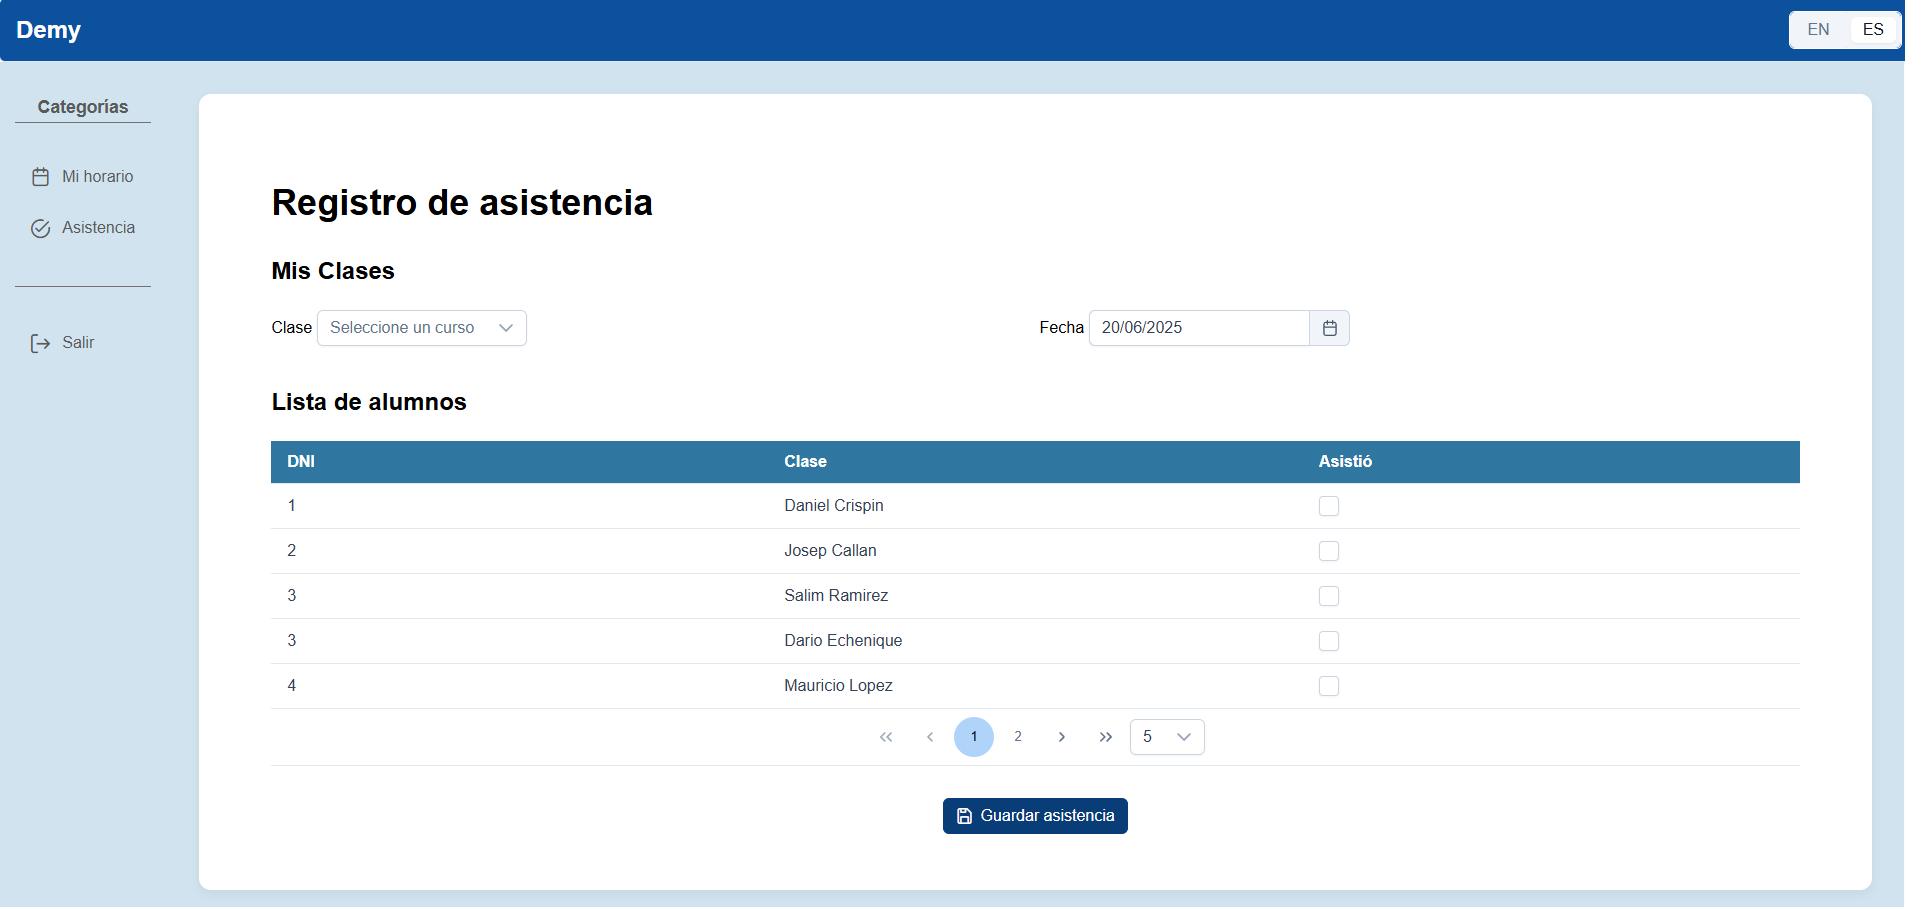 Demy
EN ES
Categorías
Mi horario
Asistencia
Salir
Registro de asistencia
Mis Clases
Clase Seleccione un curso Fecha 20/06/2025
Lista de alumnos
DNI Clase Asistió
1 Daniel Crispin
2 Josep Callan
3 Salim Ramirez
3 Dario Echenique
4 Mauricio Lopez
1 2 5
Guardar asistencia